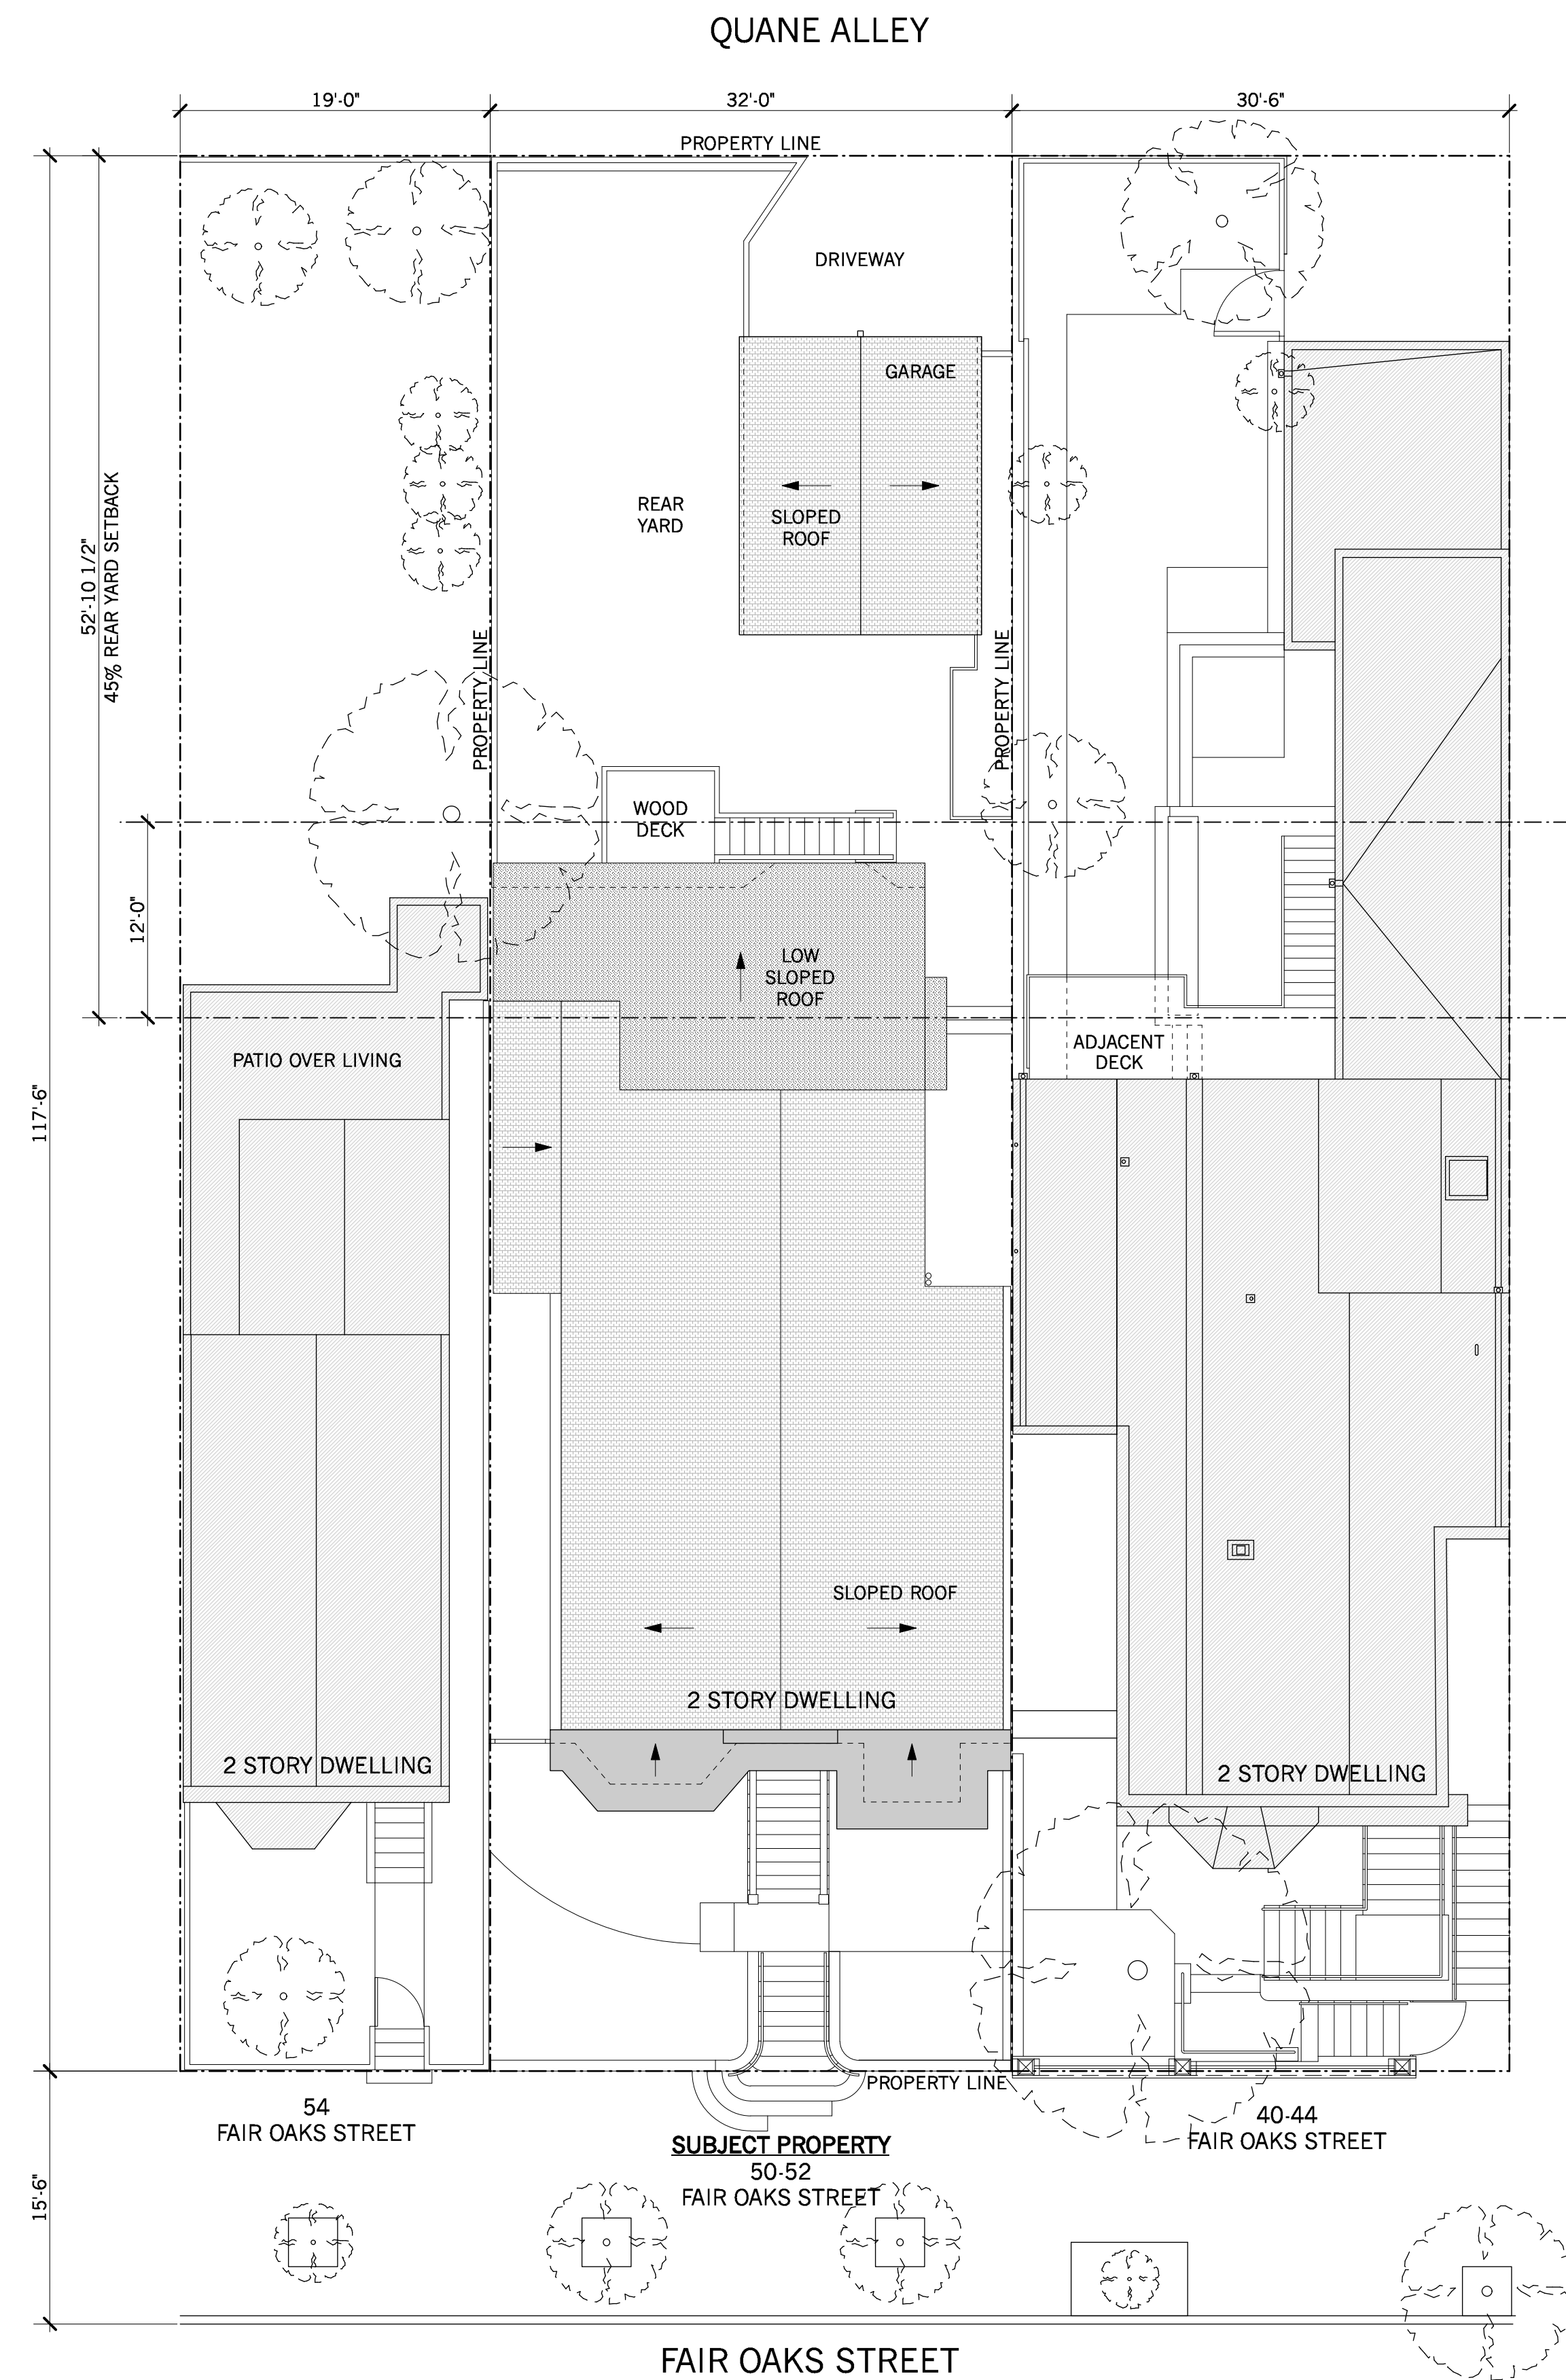 QUANE ALLEY
19'-0"
32'-0"
30'-6"
PROPERTY LINE
DRIVEWAY
GARAGE
REAR
YARD
SLOPED
ROOF
52'-10 1/2"
45% REAR YARD SETBACK
PROPERTY LINE
PROPERTY LINE
WOOD
DECK
12'-0"
LOW
SLOPED
ROOF
ADJACENT
DECK
PATIO OVER LIVING
117'-6"
SLOPED ROOF
2 STORY DWELLING
2 STORY DWELLING
2 STORY DWELLING
PROPERTY LINE
54
FAIR OAKS STREET
SUBJECT PROPERTY
50-52
FAIR OAKS STREET
40-44
FAIR OAKS STREET
15'-6"
FAIR OAKS STREET